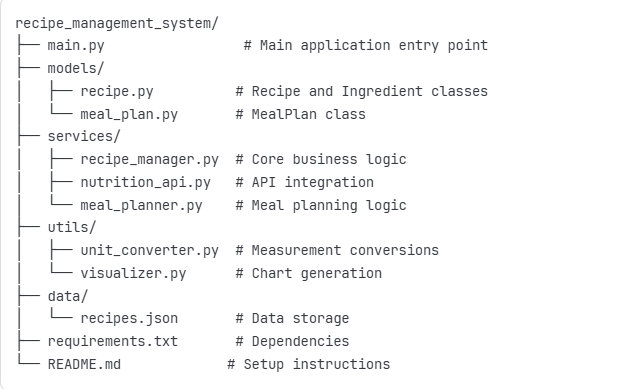 recipe_management_system/
├── main.py                 # Main application entry point
├── models/
│   ├── recipe.py          # Recipe and Ingredient classes
│   └── meal_plan.py       # MealPlan class
├── services/
│   ├── recipe_manager.py  # Core business logic
│   ├── nutrition_api.py   # API integration
│   └── meal_planner.py    # Meal planning logic
├── utils/
│   ├── unit_converter.py  # Measurement conversions
│   └── visualizer.py      # Chart generation
├── data/
│   └── recipes.json       # Data storage
├── requirements.txt       # Dependencies
└── README.md             # Setup instructions